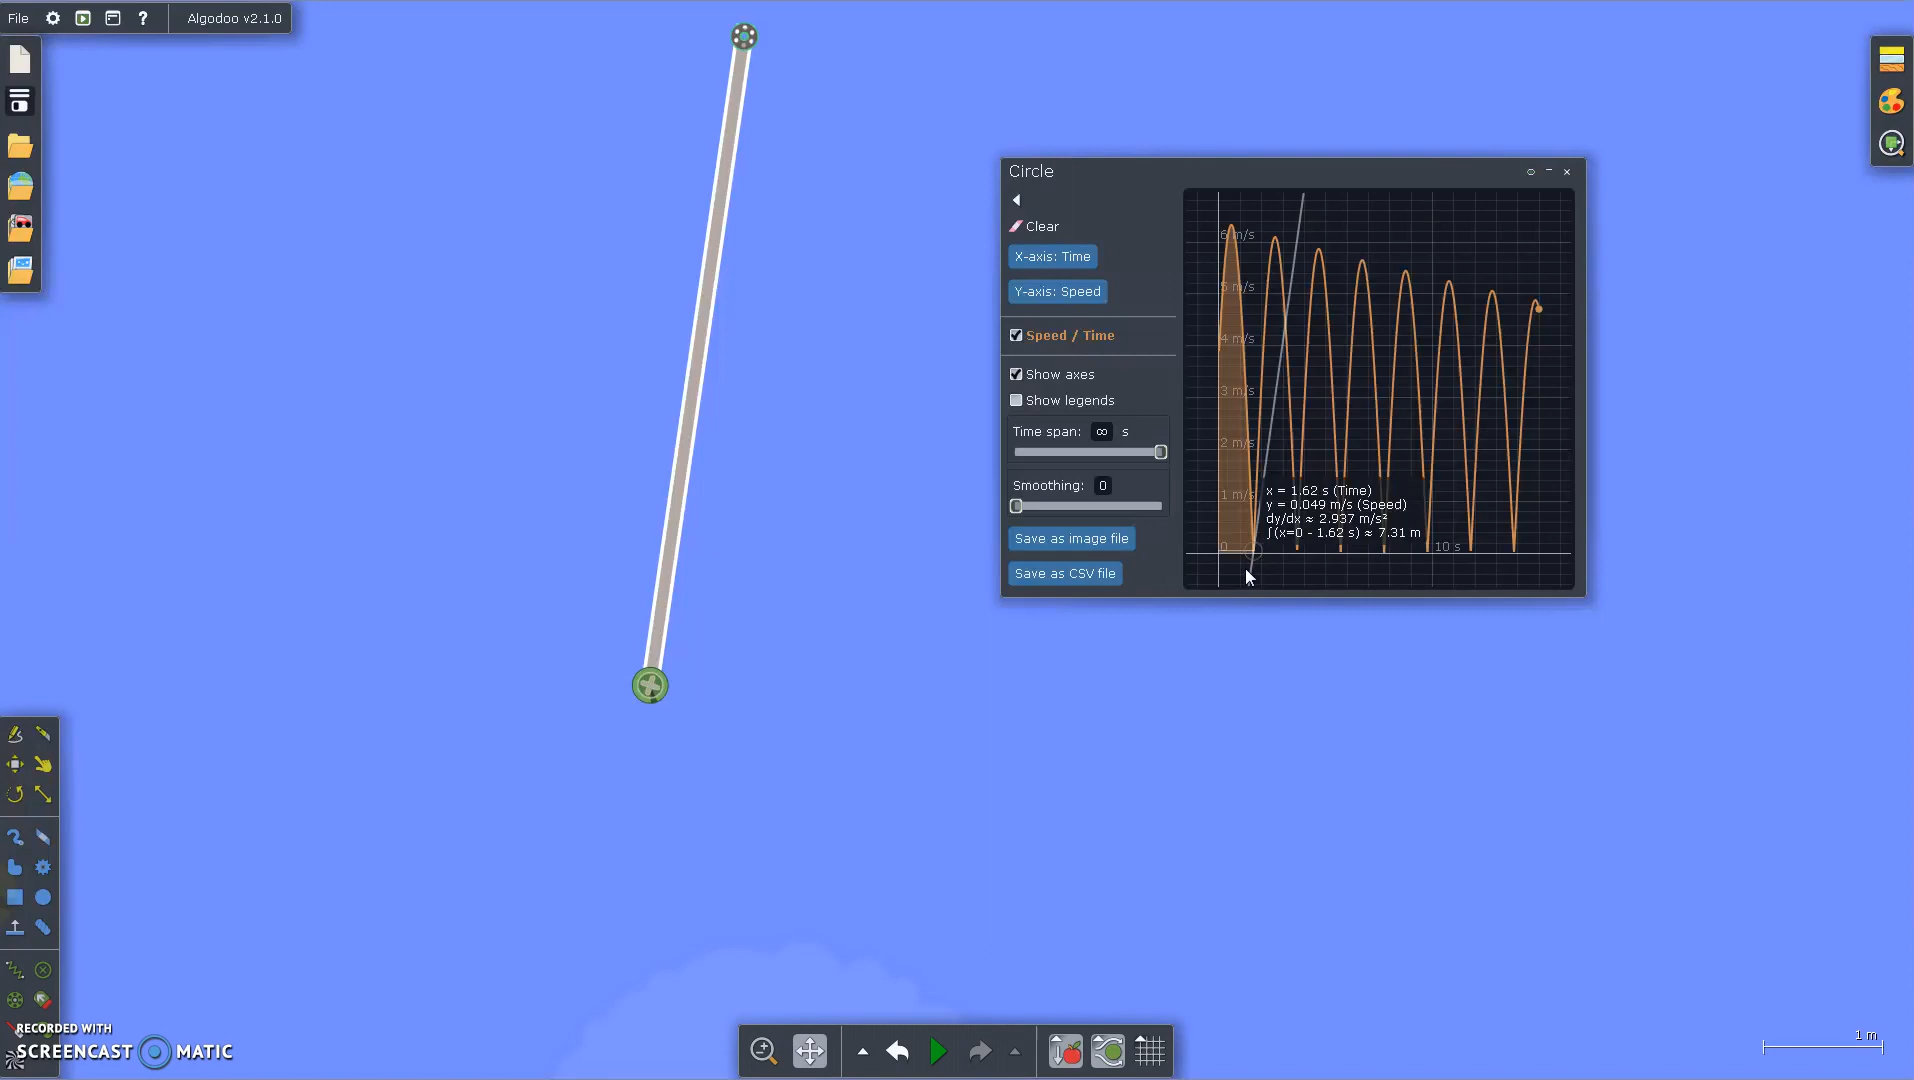 File
?
Algodoo v2.1.0
Circle
Clear
X-axis: Time
Y-axis: Speed
Speed / Time
Show axes
Show legends
Time span: ∞ s
Smoothing: 0
Save as image file
Save as CSV file
6 m/s
5 m/s
4 m/s
3 m/s
2 m/s
1 m/s
0
10 s
x = 1.62 s (Time)
y = 0.049 m/s (Speed)
dy/dx ≈ 2.937 m/s²
∫(x=0 - 1.62 s) ≈ 7.31 m
RECORDED WITH
SCREENCAST MATIC
1 m